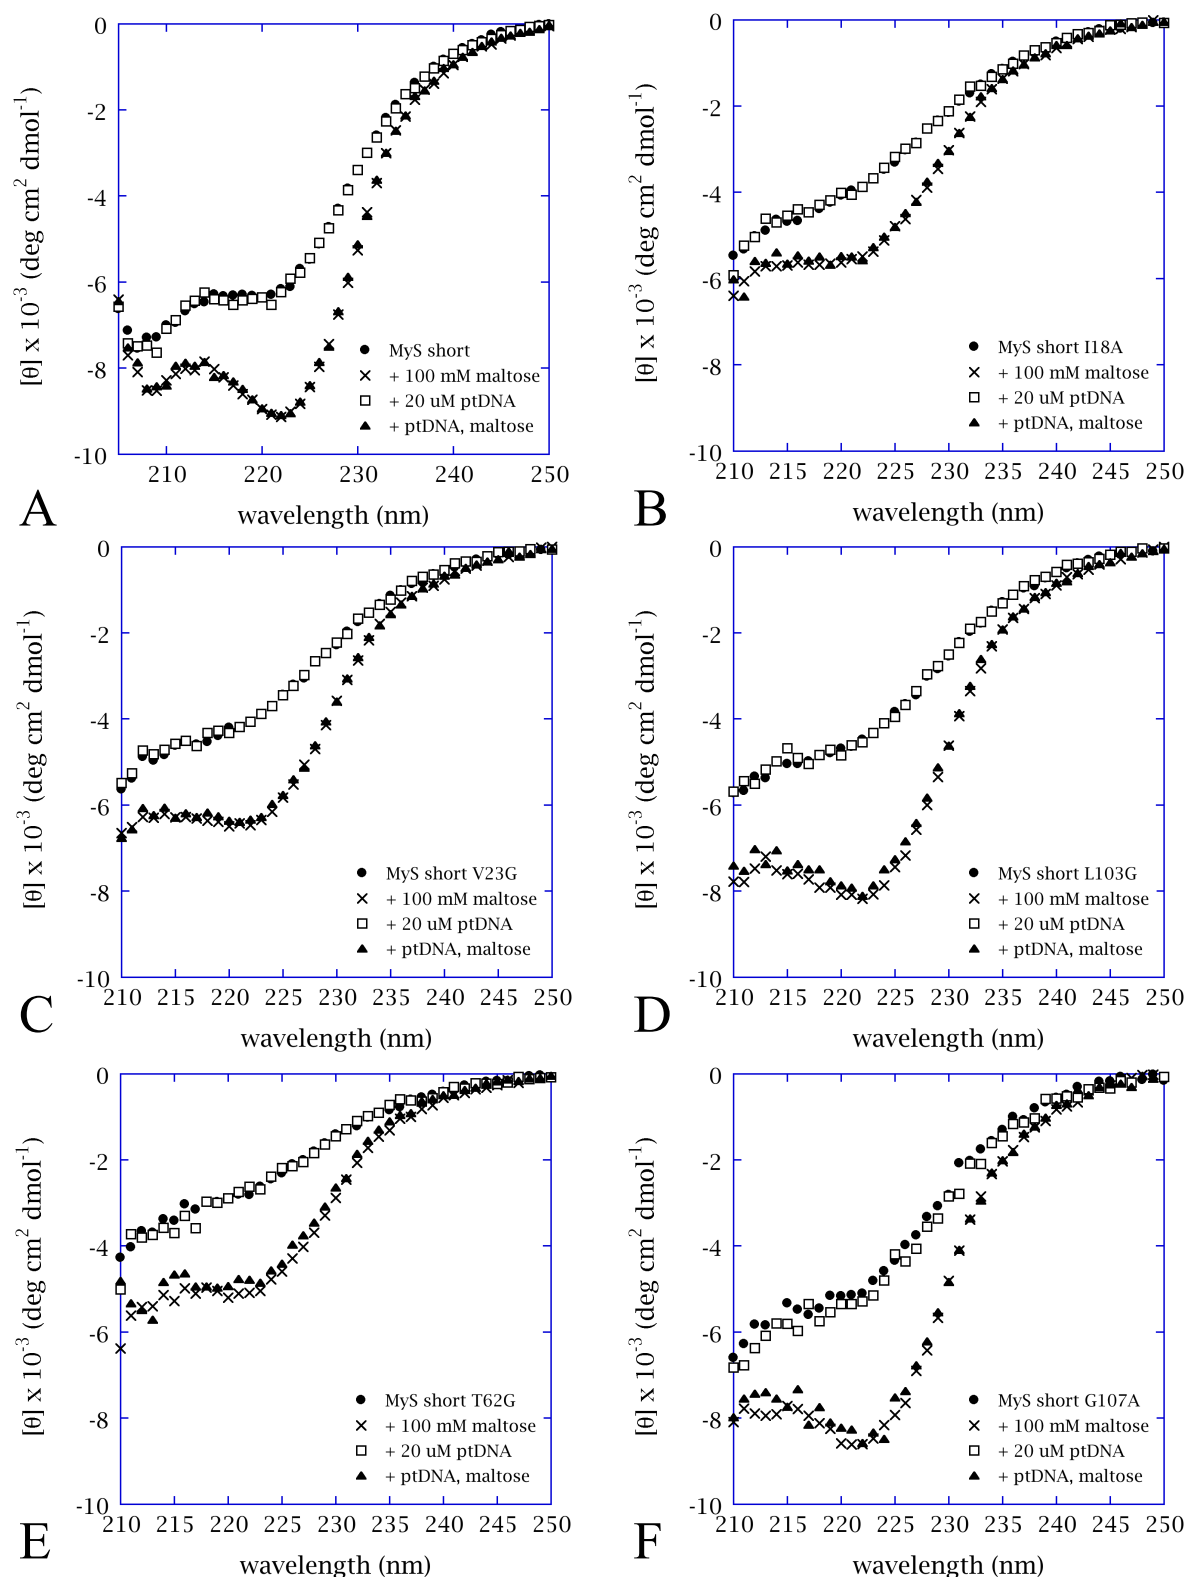 0
-2
-4
-6
-8
-10
[θ] x 10-3 (deg cm2 dmol-1)
MyS short
+ 100 mM maltose
+ 20 uM ptDNA
+ ptDNA, maltose
210 220 230 240 250
wavelength (nm)
A
0
-2
-4
-6
-8
-10
[θ] x 10-3 (deg cm2 dmol-1)
MyS short I18A
+ 100 mM maltose
+ 20 uM ptDNA
+ ptDNA, maltose
210 215 220 225 230 235 240 245 250
wavelength (nm)
B
0
-2
-4
-6
-8
-10
[θ] x 10-3 (deg cm2 dmol-1)
MyS short V23G
+ 100 mM maltose
+ 20 uM ptDNA
+ ptDNA, maltose
210 215 220 225 230 235 240 245 250
wavelength (nm)
C
0
-2
-4
-6
-8
-10
[θ] x 10-3 (deg cm2 dmol-1)
MyS short L103G
+ 100 mM maltose
+ 20 uM ptDNA
+ ptDNA, maltose
210 215 220 225 230 235 240 245 250
wavelength (nm)
D
0
-2
-4
-6
-8
-10
[θ] x 10-3 (deg cm2 dmol-1)
MyS short T62G
+ 100 mM maltose
+ 20 uM ptDNA
+ ptDNA, maltose
210 215 220 225 230 235 240 245 250
wavelength (nm)
E
0
-2
-4
-6
-8
-10
[θ] x 10-3 (deg cm2 dmol-1)
MyS short G107A
+ 100 mM maltose
+ 20 uM ptDNA
+ ptDNA, maltose
210 215 220 225 230 235 240 245 250
wavelength (nm)
F